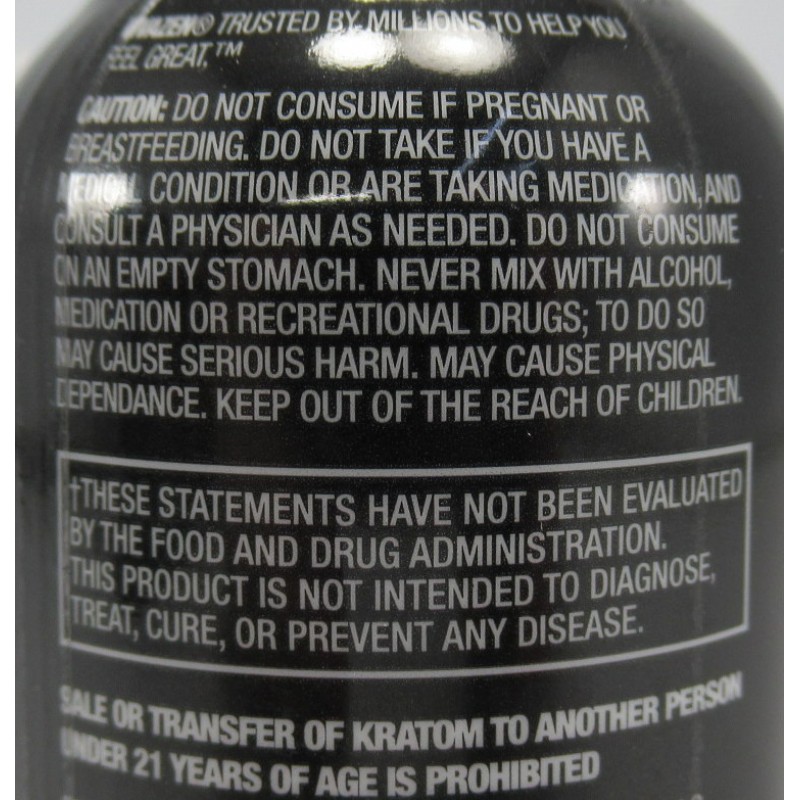 TRUSTED BY MILLIONS TO HELP YOU
FEEL GREAT.™
CAUTION: DO NOT CONSUME IF PREGNANT OR
BREASTFEEDING. DO NOT TAKE IF YOU HAVE A
MEDICAL CONDITION OR ARE TAKING MEDICATION, AND
CONSULT A PHYSICIAN AS NEEDED. DO NOT CONSUME
ON AN EMPTY STOMACH. NEVER MIX WITH ALCOHOL,
MEDICATION OR RECREATIONAL DRUGS; TO DO SO
MAY CAUSE SERIOUS HARM. MAY CAUSE PHYSICAL
DEPENDANCE. KEEP OUT OF THE REACH OF CHILDREN.
†THESE STATEMENTS HAVE NOT BEEN EVALUATED
BY THE FOOD AND DRUG ADMINISTRATION.
THIS PRODUCT IS NOT INTENDED TO DIAGNOSE,
TREAT, CURE, OR PREVENT ANY DISEASE.
SALE OR TRANSFER OF KRATOM TO ANOTHER PERSON
UNDER 21 YEARS OF AGE IS PROHIBITED